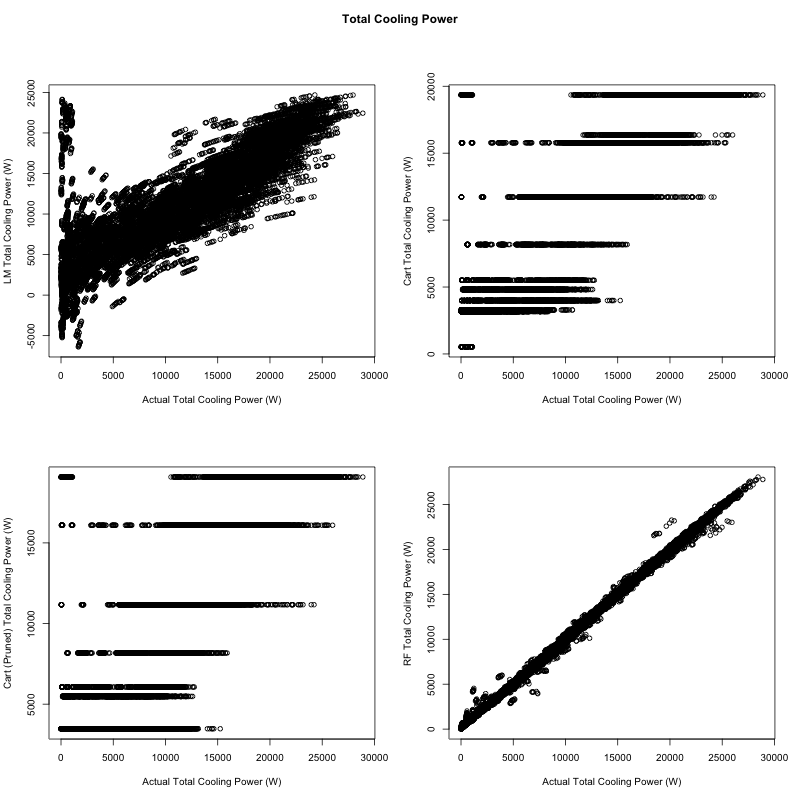 Total Cooling Power
LM Total Cooling Power (W)
-5000 0 5000 10000 15000 20000 25000
0 5000 10000 15000 20000 25000 30000
Actual Total Cooling Power (W)
Cart Total Cooling Power (W)
0 5000 10000 15000 20000
0 5000 10000 15000 20000 25000 30000
Actual Total Cooling Power (W)
Cart (Pruned) Total Cooling Power (W)
5000 10000 15000
0 5000 10000 15000 20000 25000 30000
Actual Total Cooling Power (W)
RF Total Cooling Power (W)
0 5000 10000 15000 20000 25000
0 5000 10000 15000 20000 25000 30000
Actual Total Cooling Power (W)